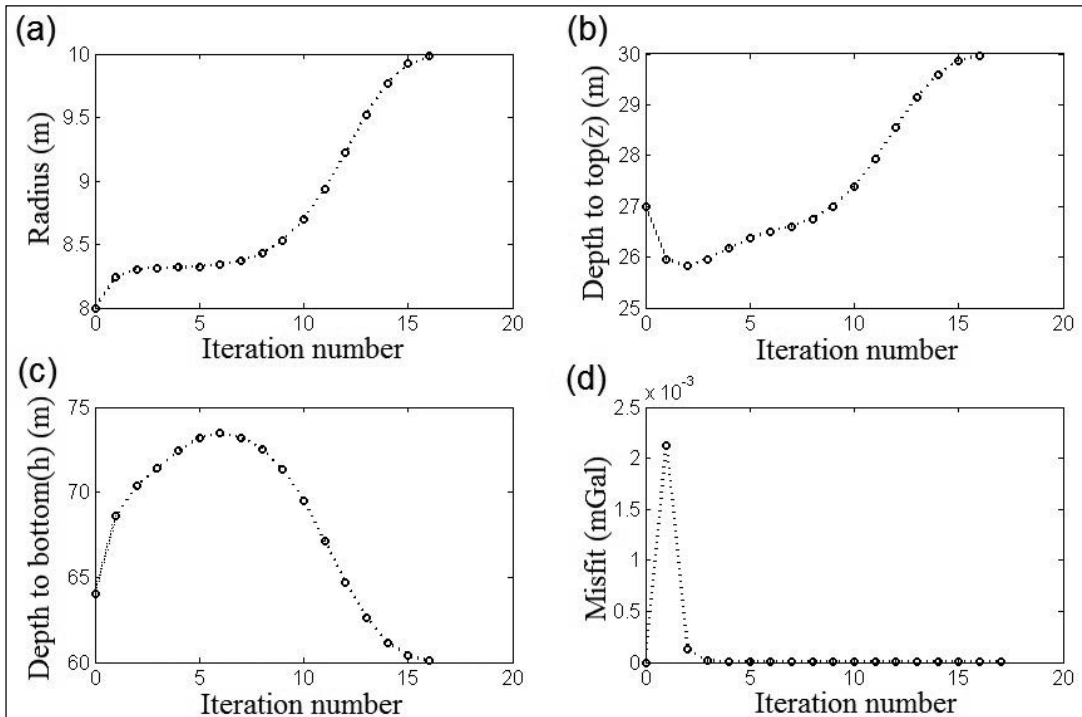 (a)
10
9.5
9
8.5
8
0 5 10 15 20
Radius (m)
Iteration number
(b)
30
29
28
27
26
25
0 5 10 15 20
Depth to top(z) (m)
Iteration number
(c)
75
70
65
60
0 5 10 15 20
Depth to bottom(h) (m)
Iteration number
(d)
x 10-3
2.5
2
1.5
1
0.5
0
0 5 10 15 20
Misfit (mGal)
Iteration number